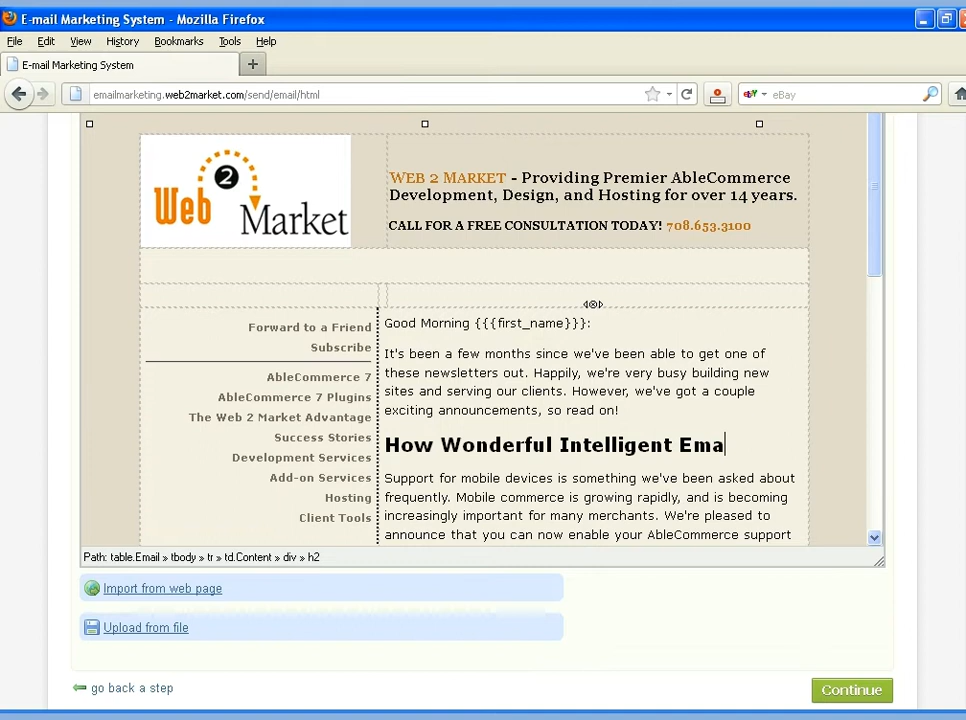 E-mail Marketing System - Mozilla Firefox
File Edit View History Bookmarks Tools Help
E-mail Marketing System
emailmarketing.web2market.com/send/email/html
eBay
Web 2 Market
WEB 2 MARKET - Providing Premier AbleCommerce
Development, Design, and Hosting for over 14 years.
CALL FOR A FREE CONSULTATION TODAY! 708.653.3100
Forward to a Friend
Subscribe
AbleCommerce 7
AbleCommerce 7 Plugins
The Web 2 Market Advantage
Success Stories
Development Services
Add-on Services
Hosting
Client Tools
Good Morning {{{first_name}}}:
It's been a few months since we've been able to get one of
these newsletters out. Happily, we're very busy building new
sites and serving our clients. However, we've got a couple
exciting announcements, so read on!
How Wonderful Intelligent Ema
Support for mobile devices is something we've been asked about
frequently. Mobile commerce is growing rapidly, and is becoming
increasingly important for many merchants. We're pleased to
announce that you can now enable your AbleCommerce support
Path: table.Email » tbody » tr » td.Content » div » h2
Import from web page
Upload from file
go back a step
Continue